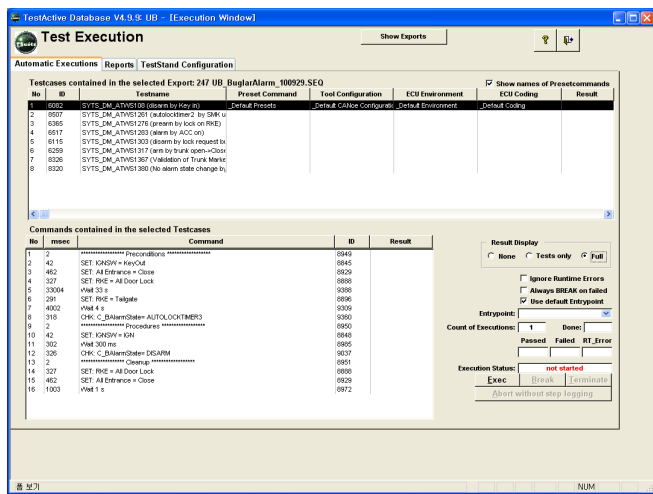 TestActive Database V4.9.9: UB - [Execution Window]
Test Execution
Show Exports
Automatic Executions Reports TestStand Configuration
Testcases contained in the selected Export: 247 UB_BuglarAlarm_100929.SEQ
Show names of Presetcommands
No ID Testname Preset Command Tool Configuration ECU Environment ECU Coding Result
1 6082 SYTS_DM_ATWS108 (disarm by Key in) _Default Presets _Default CANoe Configuratic _Default Environment _Default Coding
2 8507 SYTS_DM_ATWS1261 (autolocktimer2 by SMK u
3 6365 SYTS_DM_ATWS1276 (prearm by lock on RKE)
4 6517 SYTS_DM_ATWS1283 (alarm by ACC on)
5 6115 SYTS_DM_ATWS1303 (disarm by lock request b
6 6259 SYTS_DM_ATWS1317 (arm by trunk open->Close
7 8326 SYTS_DM_ATWS1367 (Validation of Trunk Marke
8 8320 SYTS_DM_ATWS1380 (No alarm state change by
Commands contained in the selected Testcases
No msec Command ID Result
1 2 ****************** Preconditions ****************** 8949
2 42 SET: IGNSW = KeyOut 8845
3 462 SET: All Entrance = Close 8929
4 327 SET: RKE = All Door Lock 8888
5 33004 Wait 33 s 9388
6 291 SET: RKE = Tailgate 8896
7 4002 Wait 4 s 9309
8 318 CHK: C_BAlarmState= AUTOLOCKTIMER3 9360
9 2 ****************** Procedures ****************** 8950
10 42 SET: IGNSW = IGN 8848
11 302 Wait 300 ms 8985
12 326 CHK: C_BAlarmState= DISARM 9037
13 2 ****************** Cleanup ****************** 8951
14 327 SET: RKE = All Door Lock 8888
15 462 SET: All Entrance = Close 8929
16 1003 Wait 1 s 8972
Result Display
None Tests only Full
Ignore Runtime Errors
Always BREAK on failed
Use default Entrypoint
Entrypoint:
Count of Executions: 1 Done:
Passed Failed RT_Error
Execution Status: not started
Exec Break Terminate
Abort without step logging
폼 보기 NUM